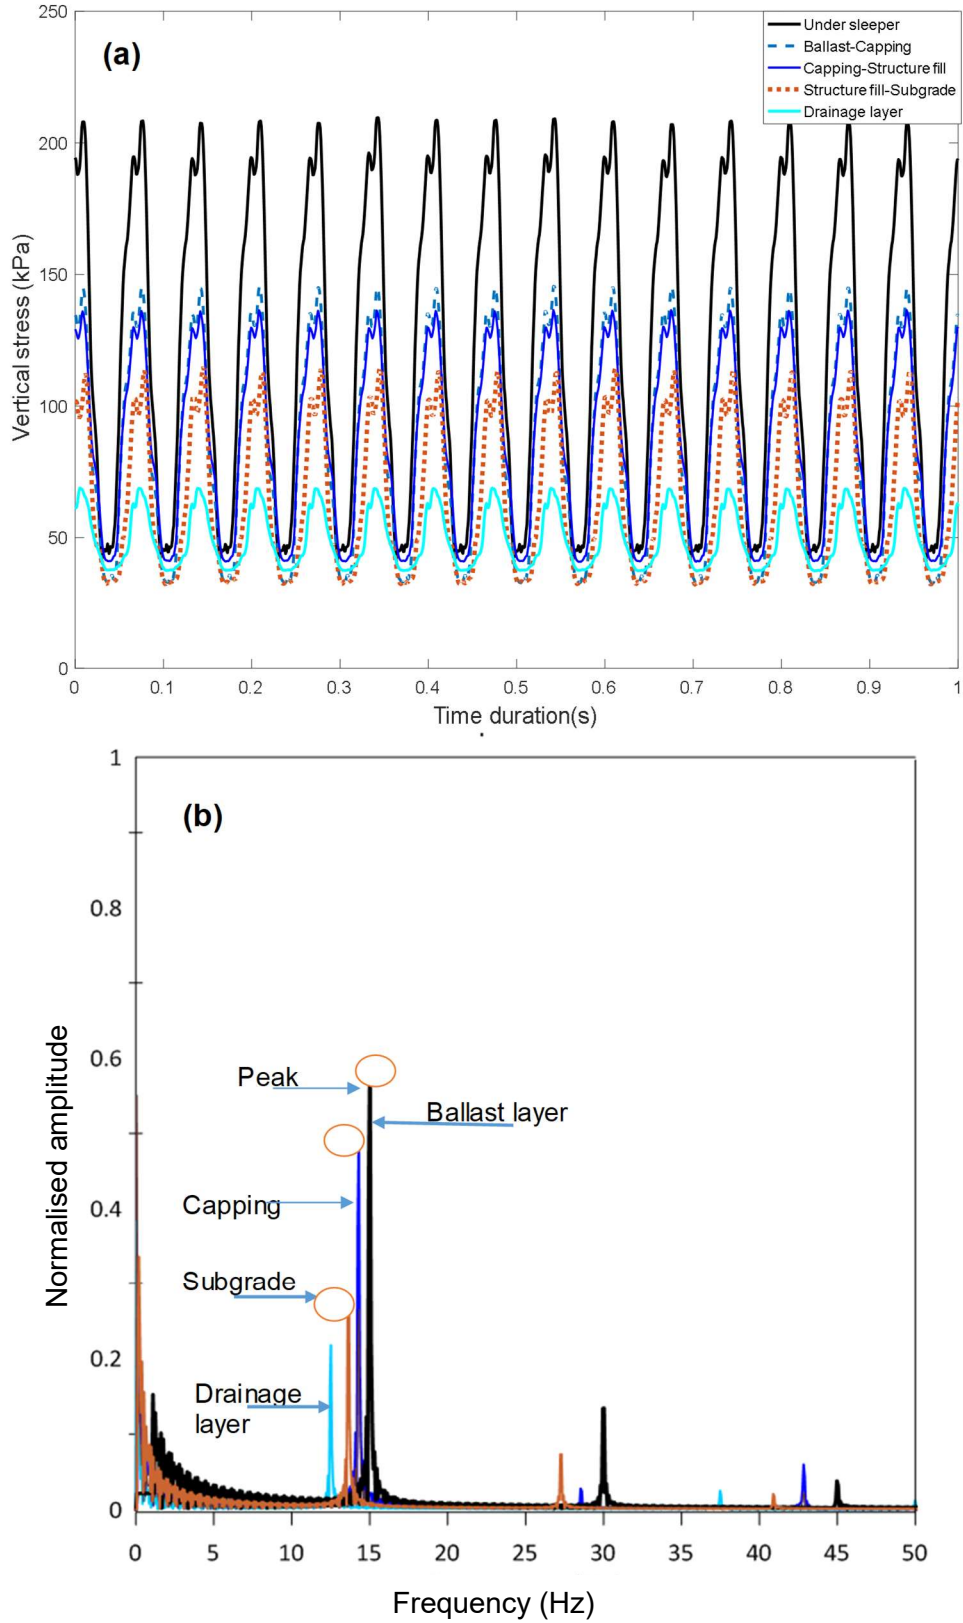 250
(a)
Under sleeper
Ballast-Capping
Capping-Structure fill
Structure fill-Subgrade
Drainage layer
200
150
100
50
0
Vertical stress (kPa)
0 0.1 0.2 0.3 0.4 0.5 0.6 0.7 0.8 0.9 1
Time duration(s)
1
(b)
0.8
0.6
0.4
0.2
0
Normalised amplitude
Peak
Ballast layer
Capping
Subgrade
Drainage
layer
0 5 10 15 20 25 30 35 40 45 50
Frequency (Hz)